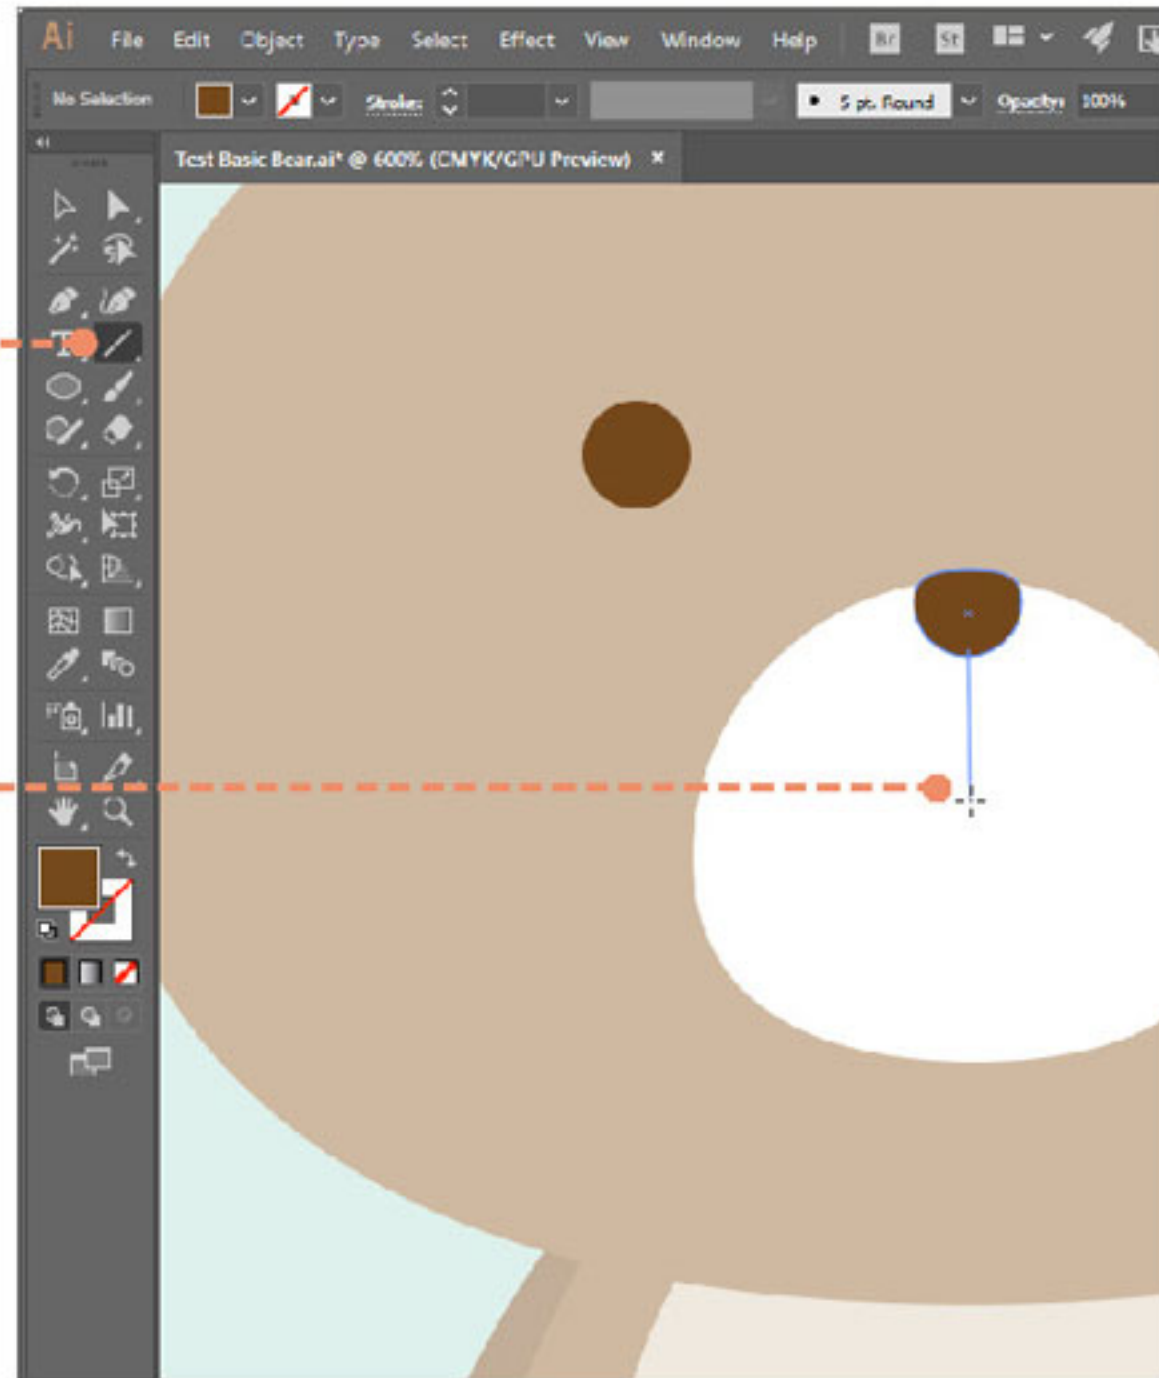 Ai File Edit Object Type Select Effect View Window Help Br St
No Selection Stroke: 5 pt. Round Opacity: 100%
Test Basic Bear.ai* @ 600% (CMYK/GPU Preview) ×